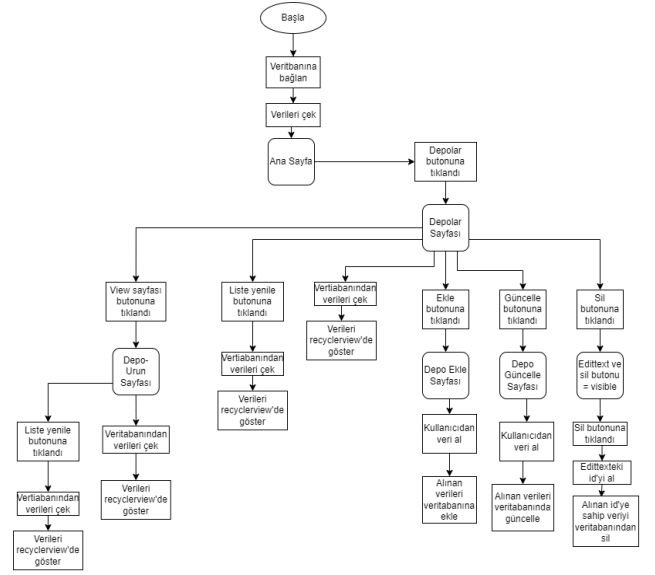 Başla
Veritbanına
bağlan
Verileri çek
Ana Sayfa
Depolar
butonuna
tıklandı
Depolar
Sayfası
View sayfası
butonuna
tıklandı
Liste yenile
butonuna
tıklandı
Vertiabanından
verileri çek
Ekle
butonuna
tıklandı
Güncelle
butonuna
tıklandı
Sil
butonuna
tıklandı
Verileri
recyclerview'de
göster
Depo-
Urun
Sayfası
Vertiabanından
verileri çek
Depo Ekle
Sayfası
Depo
Güncelle
Sayfası
Edittext ve
sil butonu
= visible
Verileri
recyclerview'de
göster
Liste yenile
butonuna
tıklandı
Veritabanından
verileri çek
Kullanıcıdan
veri al
Kullanıcıdan
veri al
Sil butonuna
tıklandı
Edittexteki
id'yi al
Vertiabanından
verileri çek
Verileri
recyclerview'de
göster
Alınan
verileri
veritabanına
ekle
Alınan verileri
veritabanında
güncelle
Alınan id'ye
sahip veriyi
veritabanından
sil
Verileri
recyclerview'de
göster